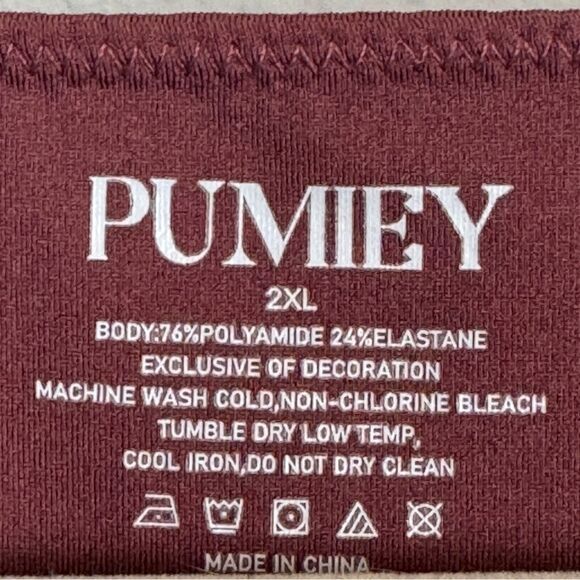 PUMIEY
2XL
BODY:76%POLYAMIDE 24%ELASTANE
EXCLUSIVE OF DECORATION
MACHINE WASH COLD,NON-CHLORINE BLEACH
TUMBLE DRY LOW TEMP,
COOL IRON,DO NOT DRY CLEAN
MADE IN CHINA